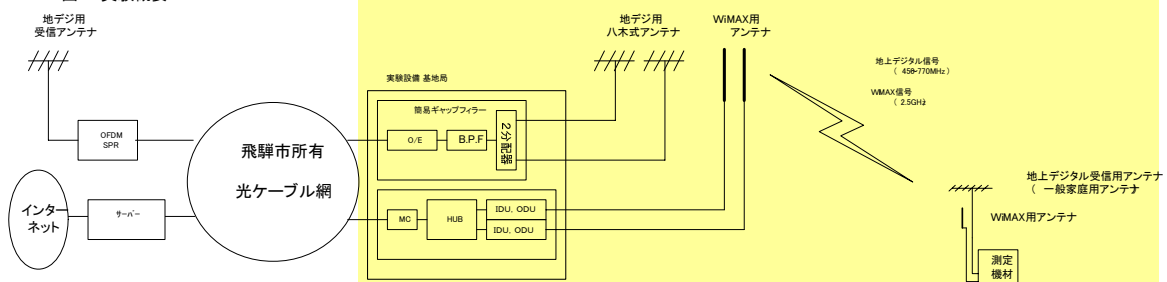 地デジ用
受信アンテナ
OFDM
SPR
インター
ネット
サーバー
飛騨市所有
光ケーブル網
実験設備 基地局
簡易ギャップフィラー
O/E
B.P.F
2分配器
MC
HUB
IDU, ODU
IDU, ODU
地デジ用
八木式アンテナ
WiMAX用
アンテナ
地上デジタル信号
( 458-770MHz)
WiMAX信号
( 2.5GHz
地上デジタル受信用アンテナ
( 一般家庭用アンテナ
WiMAX用アンテナ
測定
機材